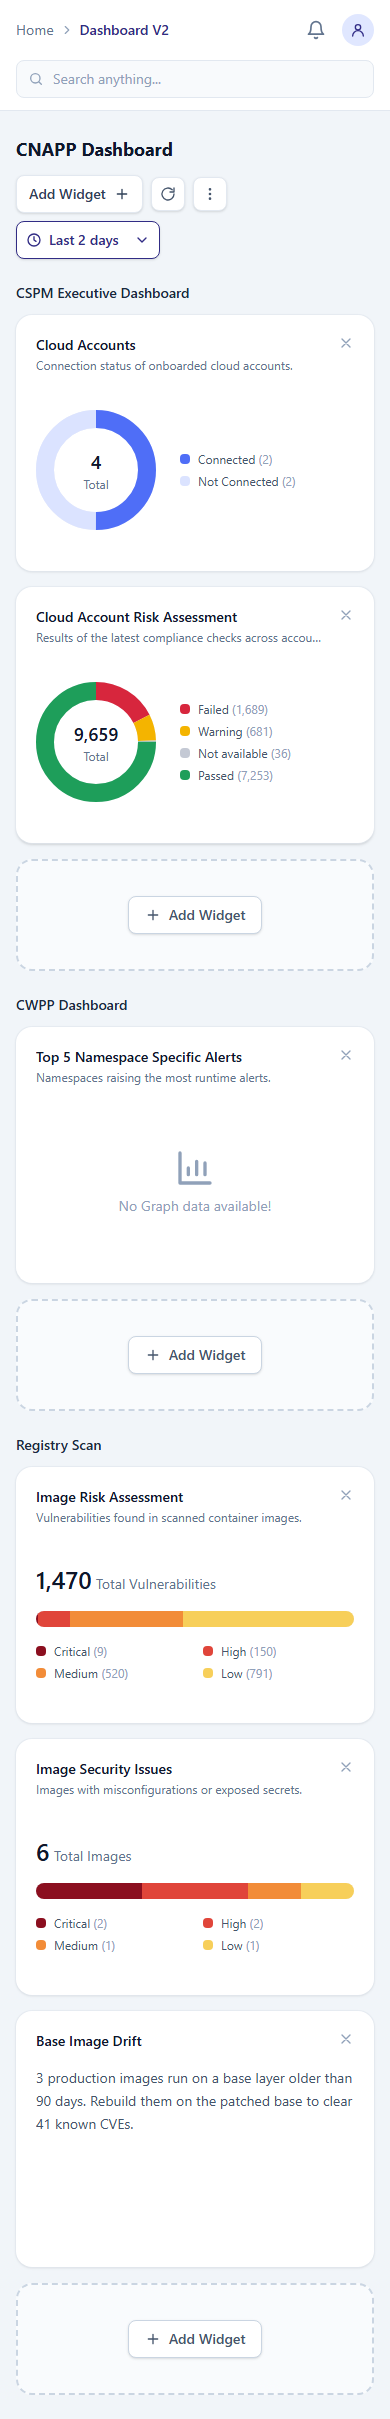 Home > Dashboard V2
Search anything...
CNAPP Dashboard
Add Widget +
Last 2 days
CSPM Executive Dashboard
Cloud Accounts
Connection status of onboarded cloud accounts.
4
Total
Connected (2)
Not Connected (2)
Cloud Account Risk Assessment
Results of the latest compliance checks across accou...
9,659
Total
Failed (1,689)
Warning (681)
Not available (36)
Passed (7,253)
+ Add Widget
CWPP Dashboard
Top 5 Namespace Specific Alerts
Namespaces raising the most runtime alerts.
No Graph data available!
+ Add Widget
Registry Scan
Image Risk Assessment
Vulnerabilities found in scanned container images.
1,470 Total Vulnerabilities
Critical (9)
High (150)
Medium (520)
Low (791)
Image Security Issues
Images with misconfigurations or exposed secrets.
6 Total Images
Critical (2)
High (2)
Medium (1)
Low (1)
Base Image Drift
3 production images run on a base layer older than
90 days. Rebuild them on the patched base to clear
41 known CVEs.
+ Add Widget